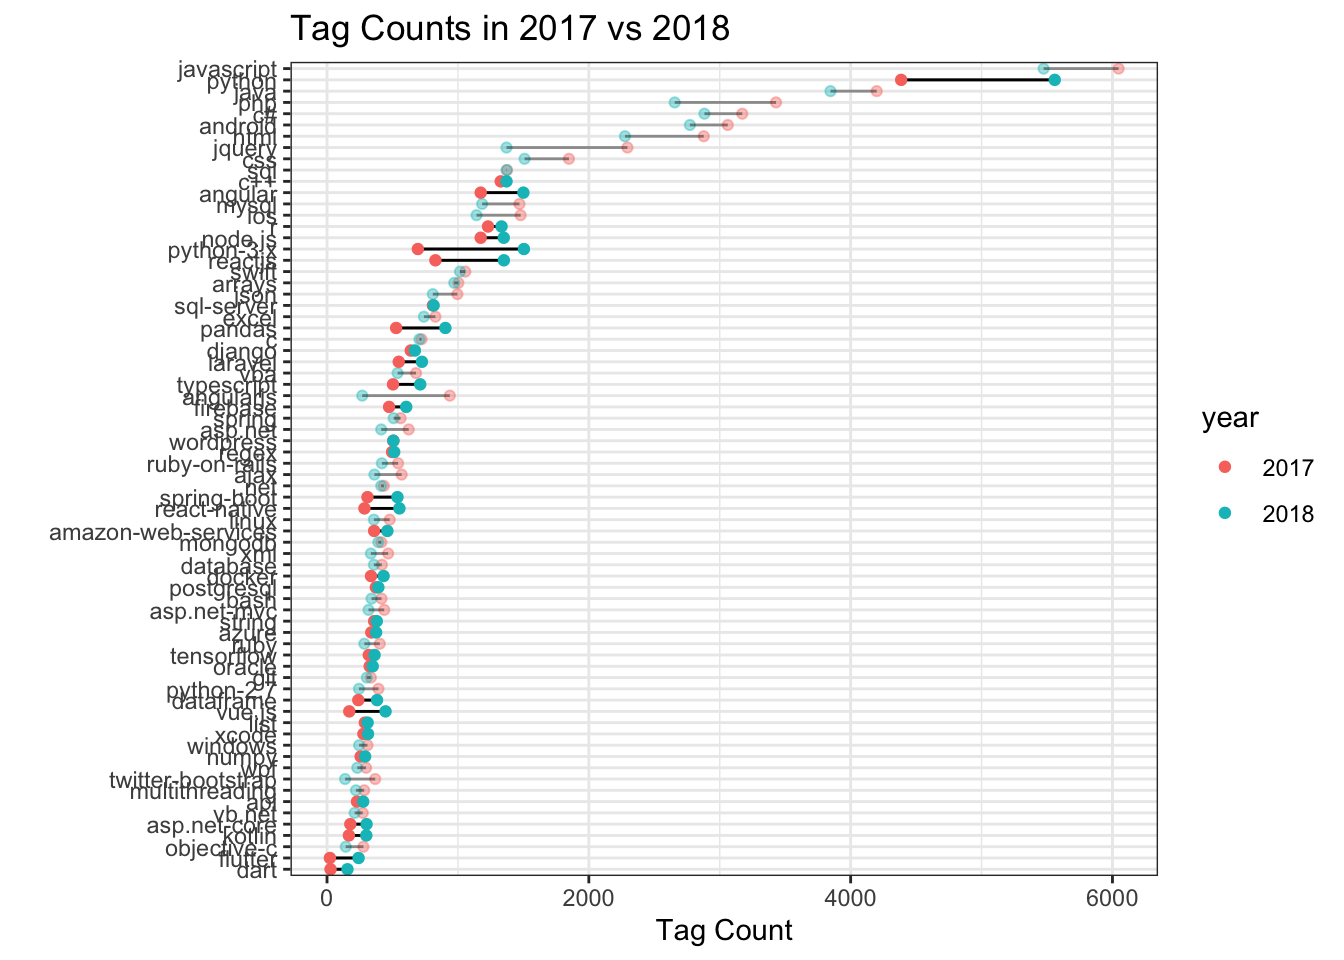 Tag Counts in 2017 vs 2018
javascript
python
java
php
c#
android
html
jquery
css
sql
c++
angular
mysql
ios
r
node.js
python-3.x
reactjs
swift
arrays
json
sql-server
excel
pandas
c
django
laravel
vba
typescript
angularjs
firebase
spring
asp.net
wordpress
regex
ruby-on-rails
ajax
.net
spring-boot
react-native
linux
amazon-web-services
mongodb
xml
database
docker
postgresql
bash
asp.net-mvc
string
azure
ruby
tensorflow
oracle
git
python-2.7
dataframe
vue.js
list
xcode
windows
numpy
wpf
twitter-bootstrap
multithreading
api
vb.net
asp.net-core
kotlin
objective-c
flutter
dart
0 2000 4000 6000
Tag Count
year
2017
2018